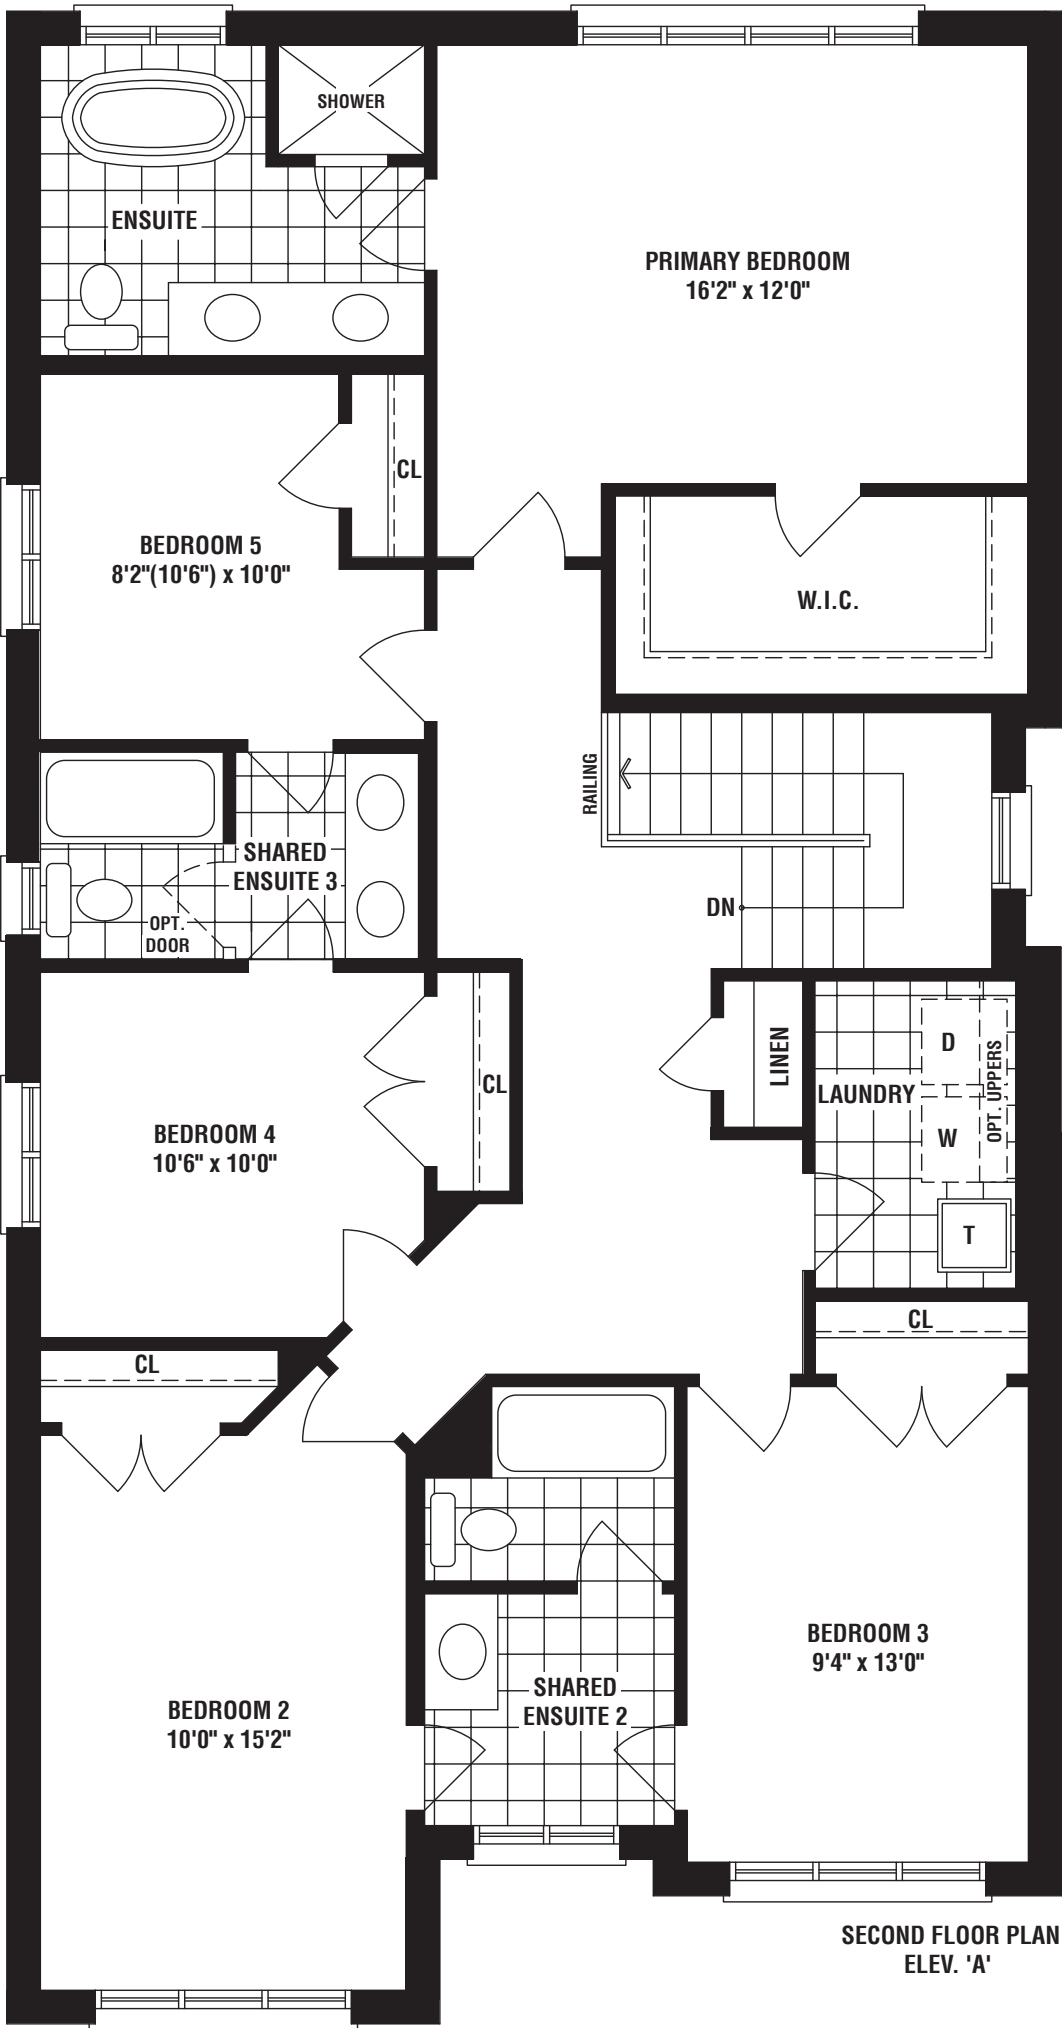 SHOWER
ENSUITE
PRIMARY BEDROOM
16'2" x 12'0"
CL
BEDROOM 5
8'2"(10'6") x 10'0"
W.I.C.
RAILING
SHARED
ENSUITE 3
OPT.
DOOR
DN
LINEN
LAUNDRY
D
W
OPT. UPPERS
T
CL
BEDROOM 4
10'6" x 10'0"
CL
CL
BEDROOM 3
9'4" x 13'0"
SHARED
ENSUITE 2
BEDROOM 2
10'0" x 15'2"
SECOND FLOOR PLAN
ELEV. 'A'